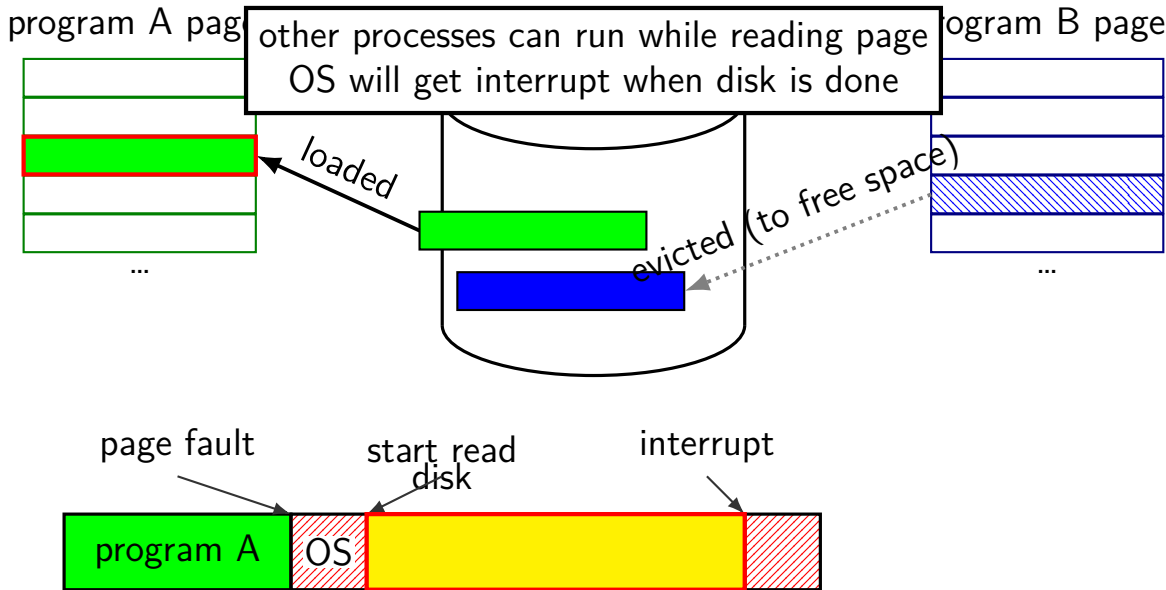 program A page
other processes can run while reading page
OS will get interrupt when disk is done
rogram B page
loaded
evicted (to free space)
...
...
page fault
start read
disk
interrupt
program A
OS